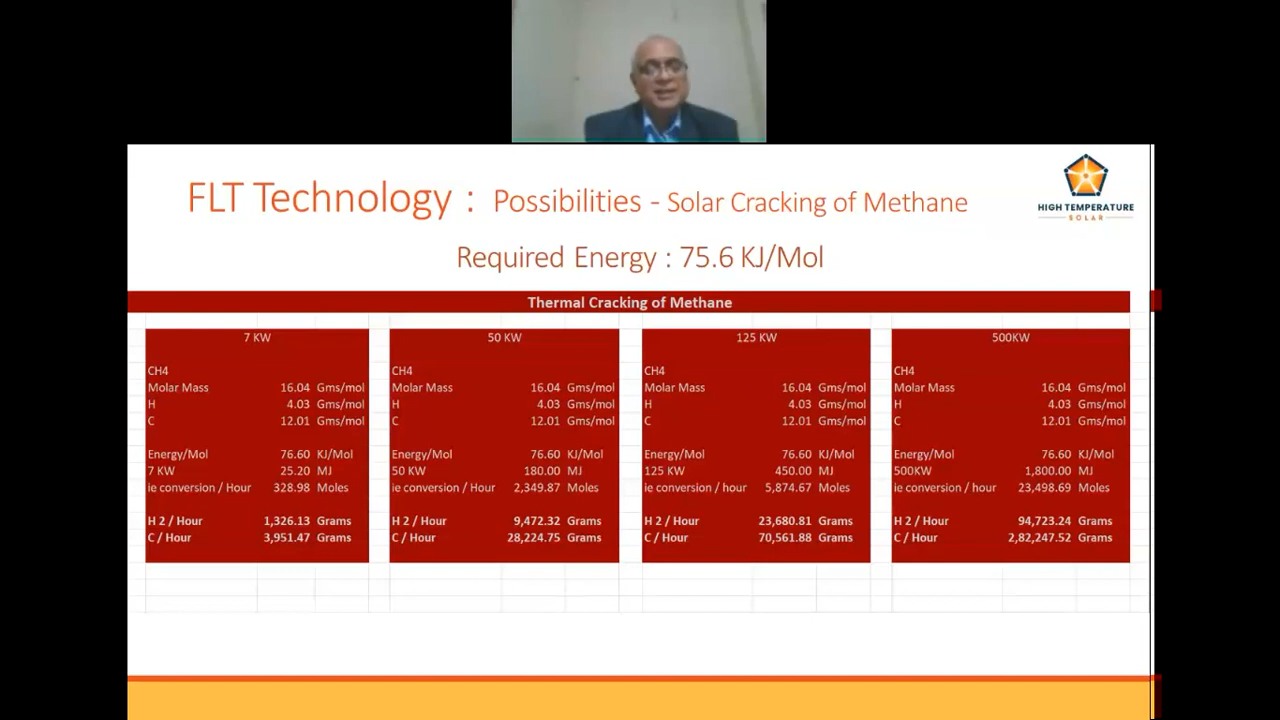 FLT Technology : Possibilities - Solar Cracking of Methane
HIGH TEMPERATURE
SOLAR
Required Energy : 75.6 KJ/Mol
Thermal Cracking of Methane
7 KW
CH4
Molar Mass 16.04 Gms/mol
H 4.03 Gms/mol
C 12.01 Gms/mol
Energy/Mol 76.60 KJ/Mol
7 KW 25.20 MJ
ie conversion / Hour 328.98 Moles
H 2 / Hour 1,326.13 Grams
C / Hour 3,951.47 Grams
50 KW
CH4
Molar Mass 16.04 Gms/mol
H 4.03 Gms/mol
C 12.01 Gms/mol
Energy/Mol 76.60 KJ/Mol
50 KW 180.00 MJ
ie conversion / Hour 2,349.87 Moles
H 2 / Hour 9,472.32 Grams
C / Hour 28,224.75 Grams
125 KW
CH4
Molar Mass 16.04 Gms/mol
H 4.03 Gms/mol
C 12.01 Gms/mol
Energy/Mol 76.60 KJ/Mol
125 KW 450.00 MJ
ie conversion / hour 5,874.67 Moles
H 2 / Hour 23,680.81 Grams
C / Hour 70,561.88 Grams
500KW
CH4
Molar Mass 16.04 Gms/mol
H 4.03 Gms/mol
C 12.01 Gms/mol
Energy/Mol 76.60 KJ/Mol
500KW 1,800.00 MJ
ie conversion / hour 23,498.69 Moles
H 2 / Hour 94,723.24 Grams
C / Hour 2,82,247.52 Grams